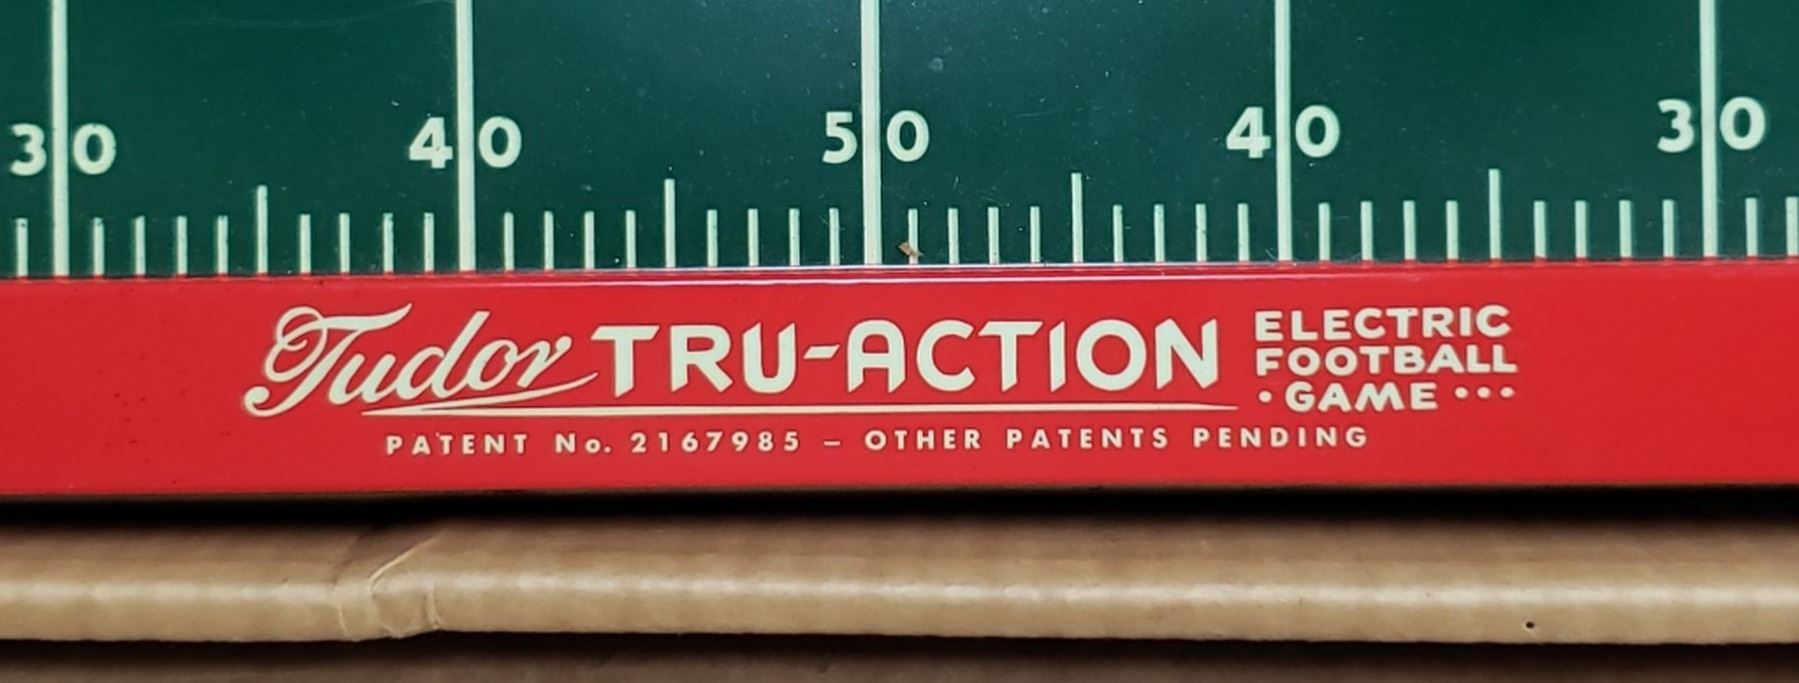 30 40 50 40 30
Tudor TRU-ACTION ELECTRIC
FOOTBALL
• GAME •••
PATENT No. 2167985 – OTHER PATENTS PENDING